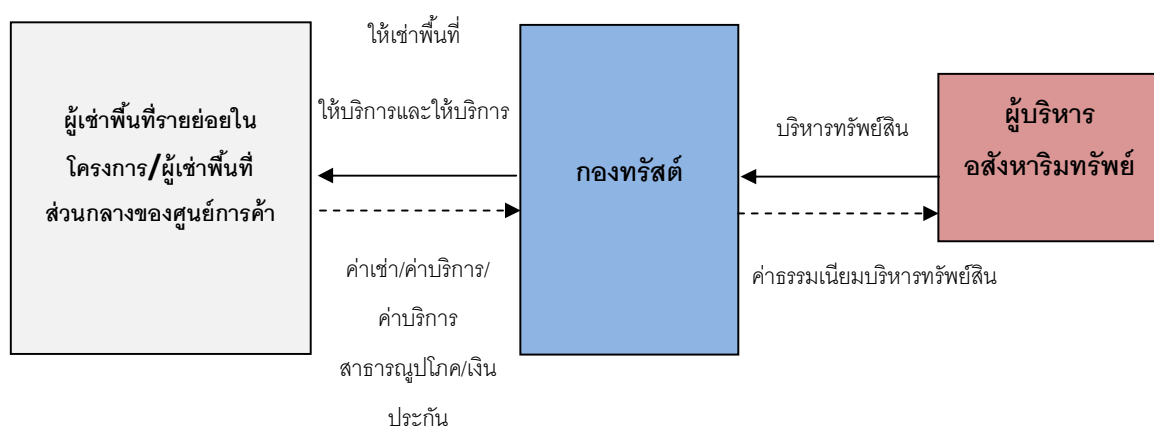 ให้เช่าพื้นที่
ให้บริการและให้บริการ
ผู้เช่าพื้นที่รายย่อยใน
โครงการ/ผู้เช่าพื้นที่
ส่วนกลางของศูนย์การค้า
กองทรัสต์
บริหารทรัพย์สิน
ผู้บริหาร
อสังหาริมทรัพย์
ค่าเช่า/ค่าบริการ/
ค่าบริการ
สาธารณูปโภค/เงิน
ประกัน
ค่าธรรมเนียมบริหารทรัพย์สิน